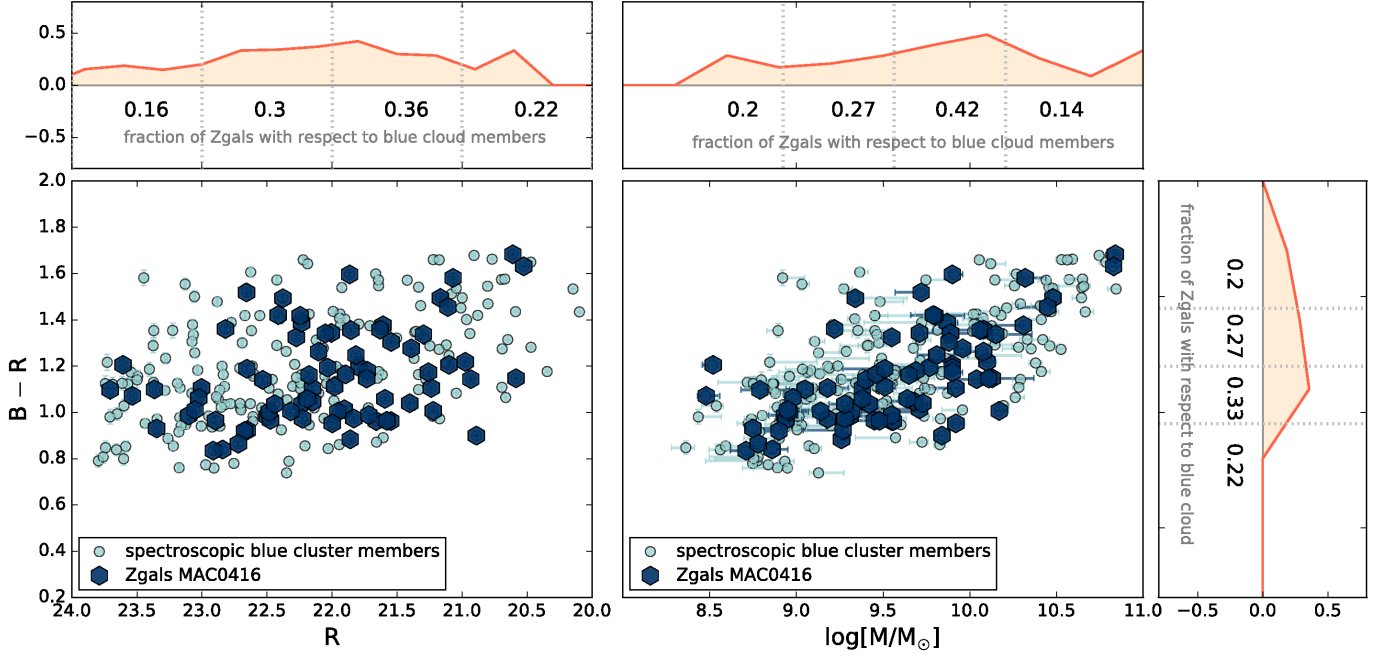 0.5
0.0
−0.5
0.16 0.3 0.36 0.22
fraction of Zgals with respect to blue cloud members
0.2 0.27 0.42 0.14
fraction of Zgals with respect to blue cloud members
2.0
1.8
1.6
1.4
1.2
1.0
0.8
0.6
0.4
0.2
B − R
spectroscopic blue cluster members
Zgals MAC0416
24.0 23.5 23.0 22.5 22.0 21.5 21.0 20.5 20.0
R
spectroscopic blue cluster members
Zgals MAC0416
8.5 9.0 9.5 10.0 10.5 11.0
log[M/M☉]
fraction of Zgals with respect to blue cloud
0.2 0.27 0.33 0.22
−0.5 0.0 0.5